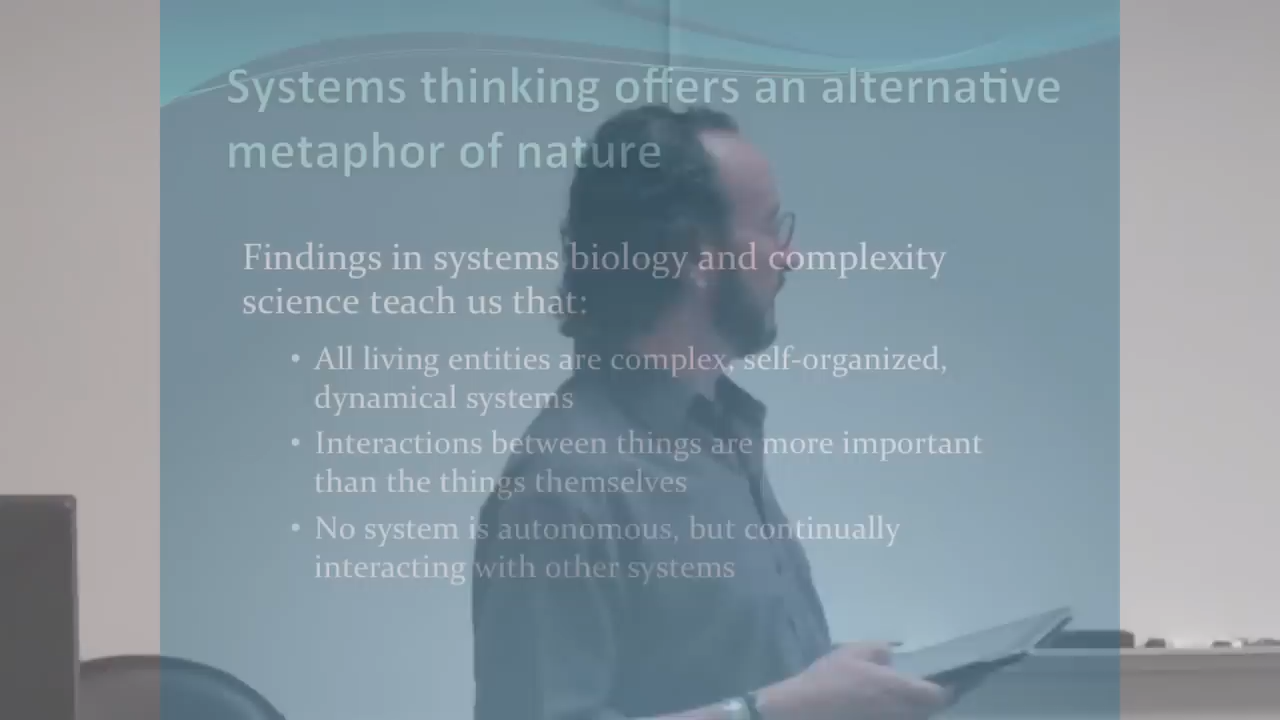 Systems thinking offers an alternative
metaphor of nature
Findings in systems biology and complexity
science teach us that:
• All living entities are complex, self-organized,
dynamical systems
• Interactions between things are more important
than the things themselves
• No system is autonomous, but continually
interacting with other systems